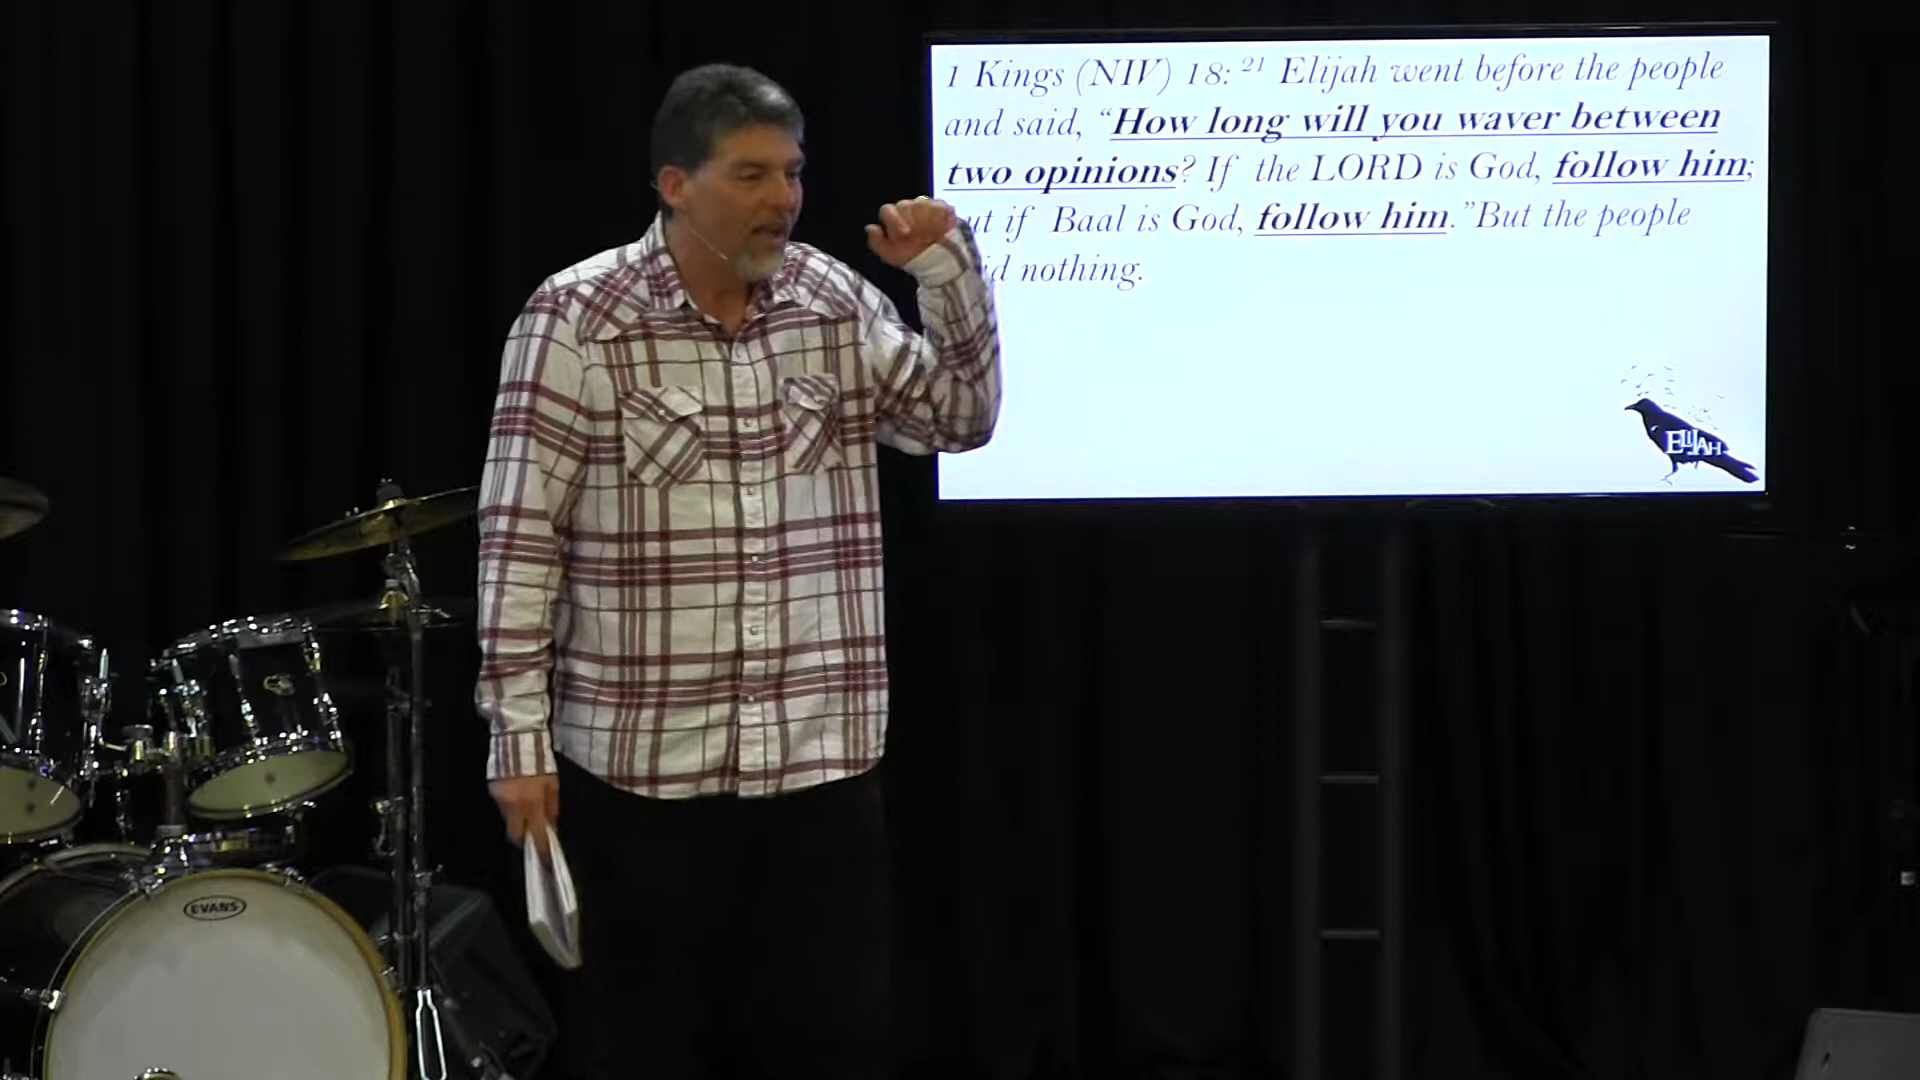 1 Kings (NIV) 18: 21 Elijah went before the people
and said, “How long will you waver between
two opinions? If the LORD is God, follow him;
ut if Baal is God, follow him.”But the people
id nothing.
ELIJAH
EVANS